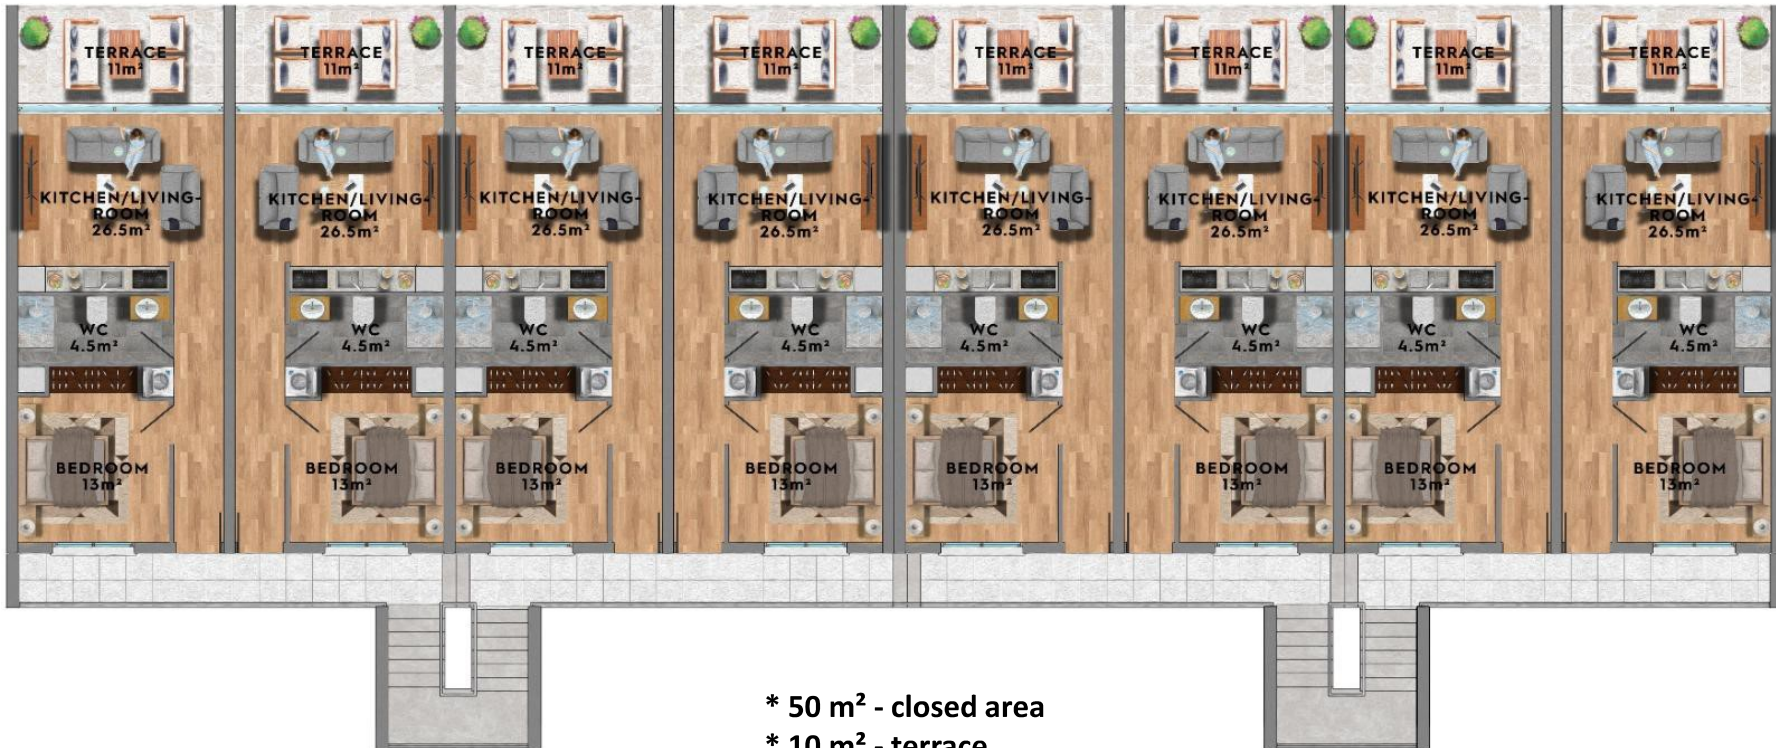 TERRACE TERRACE TERRACE TERRACE TERRACE TERRACE TERRACE TERRACE
11m² 11m² 11m² 11m² 11m² 11m² 11m² 11m²
KITCHEN/LIVING- KITCHEN/LIVING- KITCHEN/LIVING- KITCHEN/LIVING- KITCHEN/LIVING- KITCHEN/LIVING- KITCHEN/LIVING- KITCHEN/LIVING-
ROOM ROOM ROOM ROOM ROOM ROOM ROOM ROOM
26.5m² 26.5m² 26.5m² 26.5m² 26.5m² 26.5m² 26.5m² 26.5m²
WC WC WC WC WC WC WC WC
4.5m² 4.5m² 4.5m² 4.5m² 4.5m² 4.5m² 4.5m² 4.5m²
BEDROOM BEDROOM BEDROOM BEDROOM BEDROOM BEDROOM BEDROOM BEDROOM
13m² 13m² 13m² 13m² 13m² 13m² 13m² 13m²
* 50 m² - closed area
* 10 m² - terrace